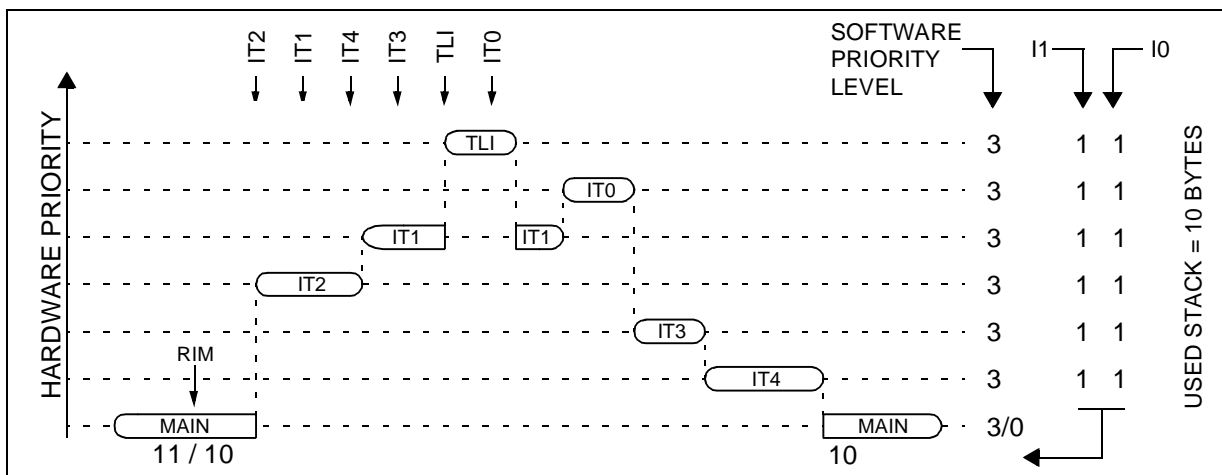 IT2
IT1
IT4
IT3
TLI
IT0
SOFTWARE
PRIORITY
LEVEL
I1
I0
HARDWARE PRIORITY
TLI
3
1 1
IT0
3
1 1
IT1
IT1
3
1 1
IT2
3
1 1
IT3
3
1 1
RIM
IT4
3
1 1
MAIN
MAIN
3/0
11 / 10
10
USED STACK = 10 BYTES